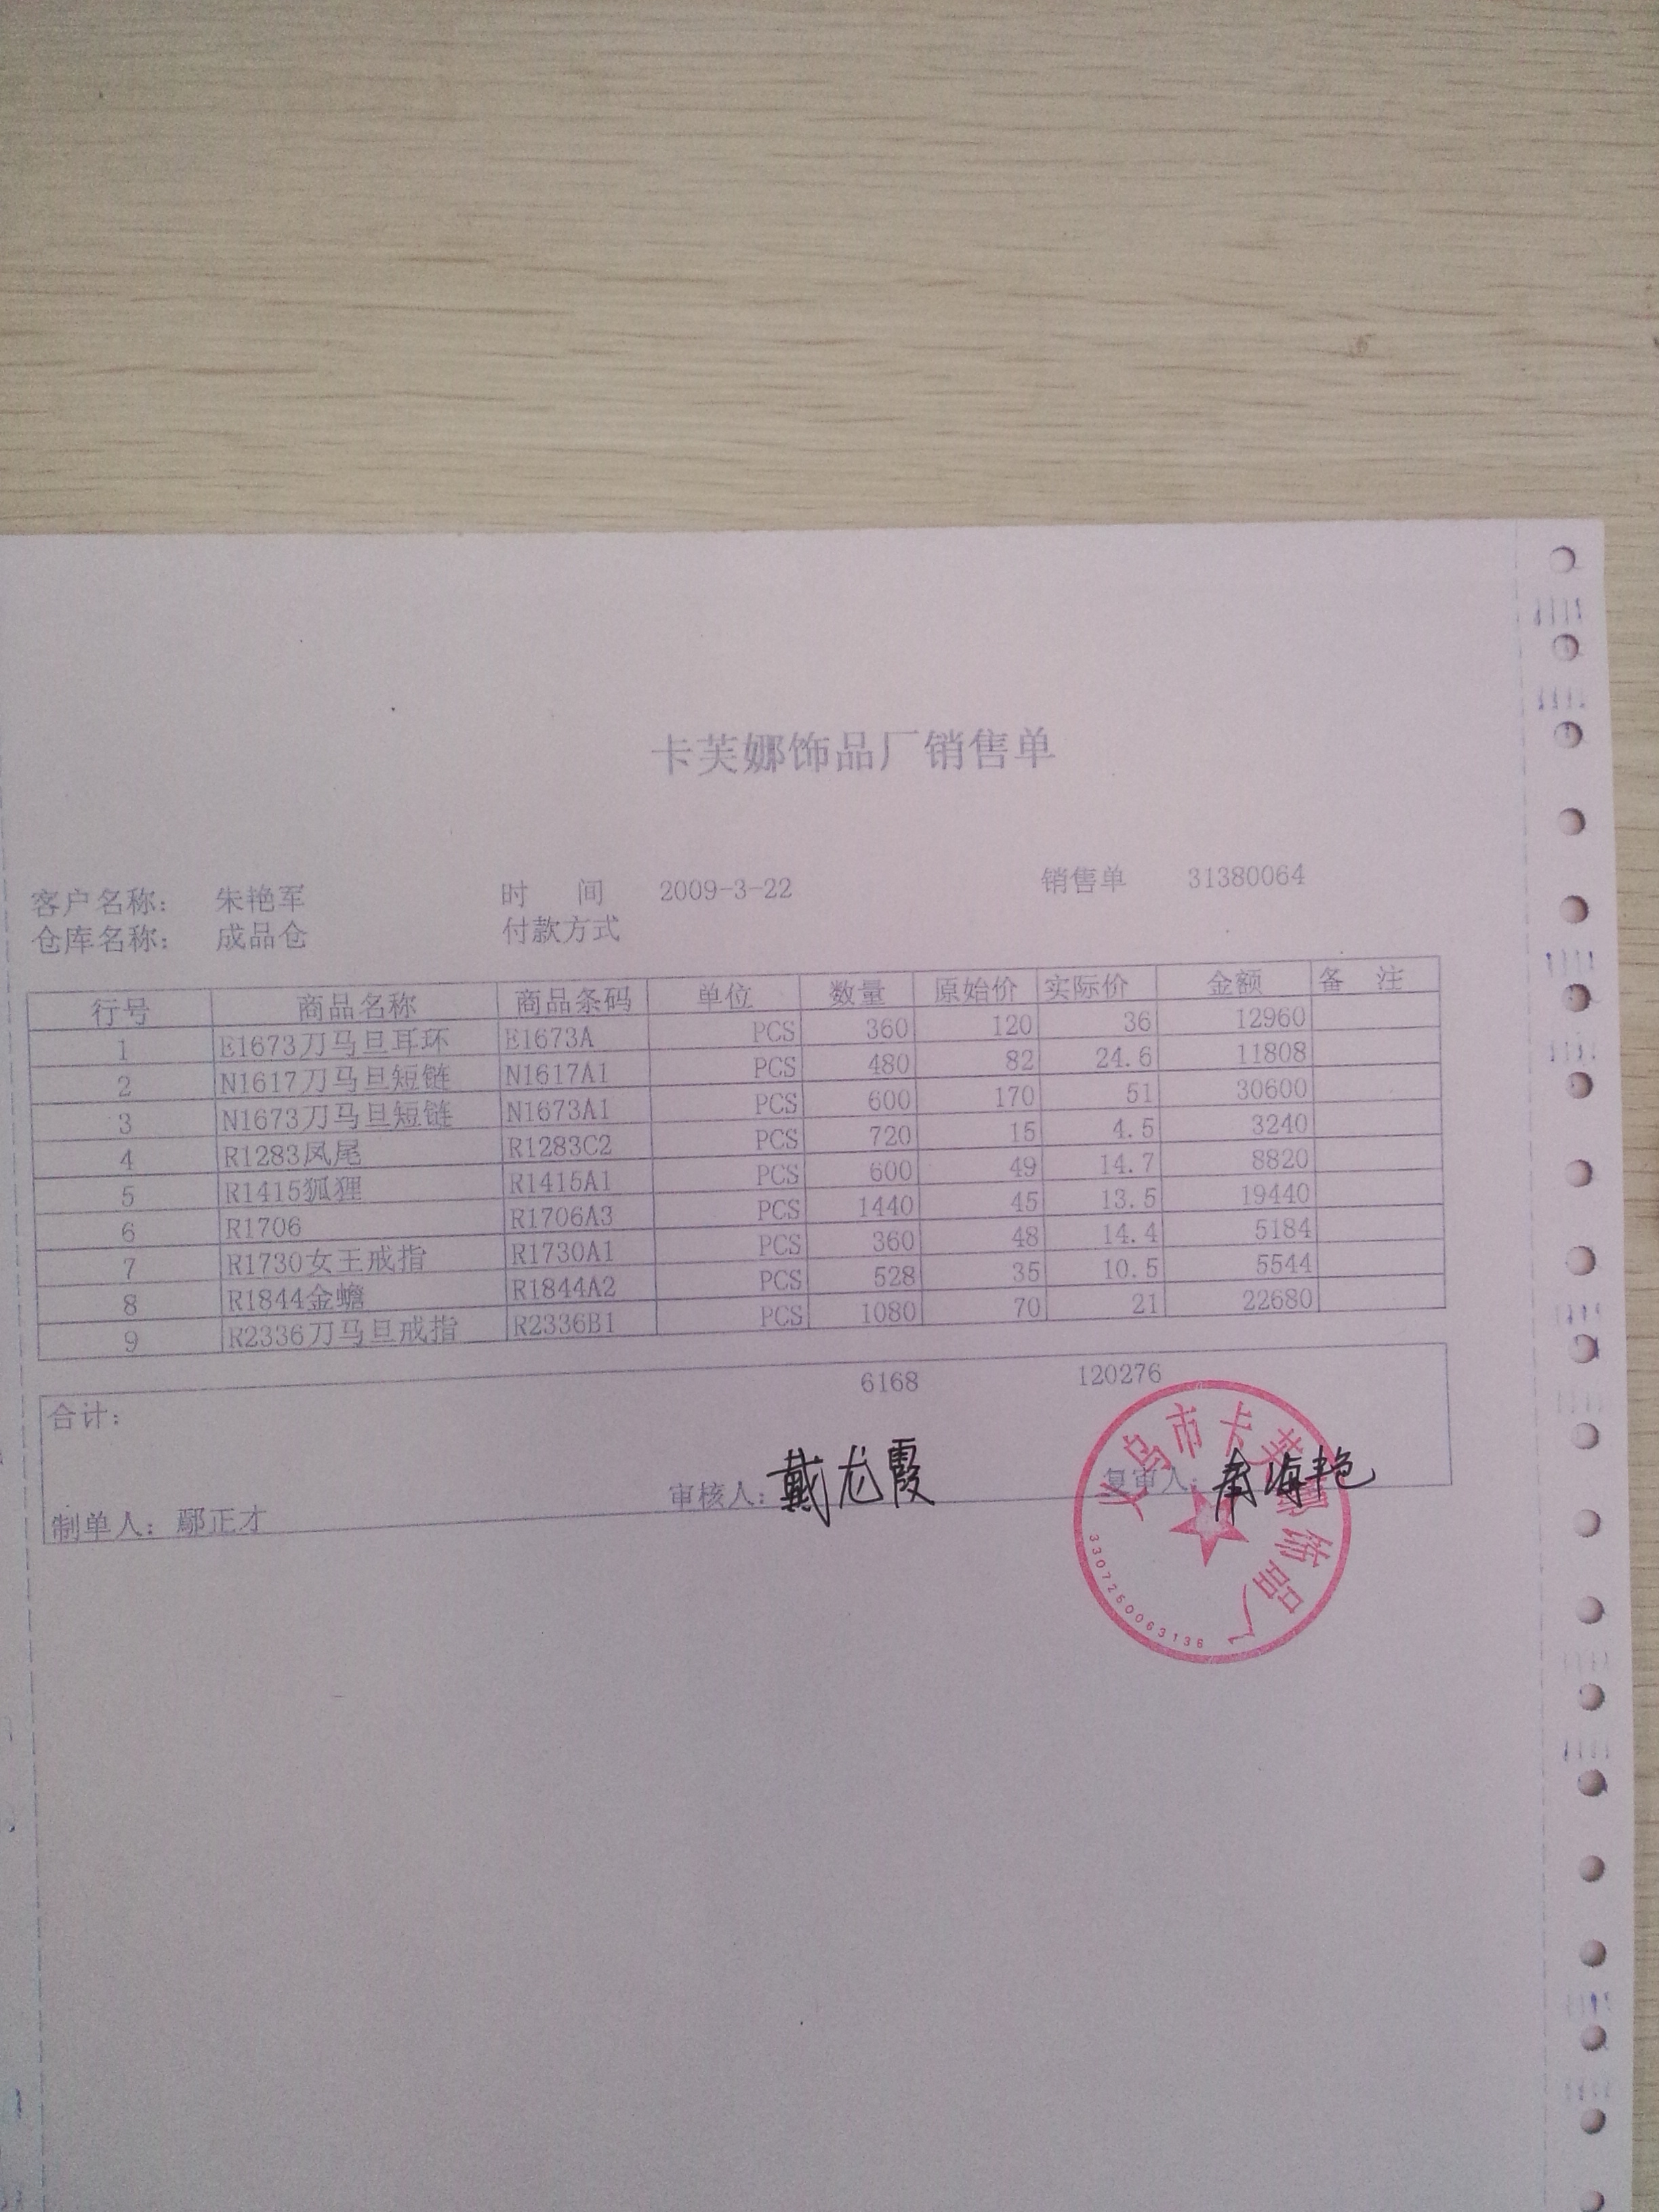 卡芙娜饰品厂销售单
客户名称： 朱艳军 时 间 2009-3-22 销售单 31380064
仓库名称： 成品仓 付款方式
行号 商品名称 商品条码 单位 数量 原始价 实际价 金额 备 注
1 E1673刀马旦耳环 E1673A PCS 360 120 36 12960
2 N1617刀马旦短链 N1617A1 PCS 480 82 24.6 11808
3 N1673刀马旦短链 N1673A1 PCS 600 170 51 30600
4 R1283凤尾 R1283C2 PCS 720 15 4.5 3240
5 R1415狐狸 R1415A1 PCS 600 49 14.7 8820
6 R1706 R1706A3 PCS 1440 45 13.5 19440
7 R1730女王戒指 R1730A1 PCS 360 48 14.4 5184
8 R1844金蟾 R1844A2 PCS 528 35 10.5 5544
9 R2336刀马旦戒指 R2336B1 PCS 1080 70 21 22680
合计： 6168 120276
制单人：鄢正才 审核人：戴龙霞 复审人： 海艳
义乌市卡芙娜饰品厂
3307260063136